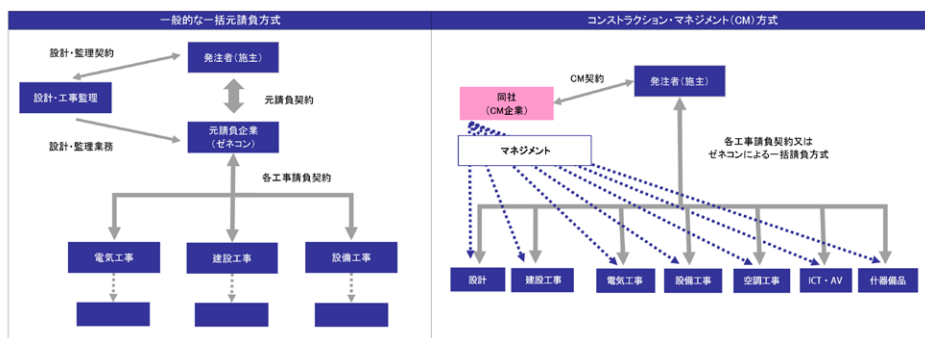 一般的な一括元請負方式
設計・監理契約
発注者(施主)
設計・工事監理
元請負契約
元請負企業
(ゼネコン)
設計・監理業務
各工事請負契約
電気工事
建設工事
設備工事
コンストラクション・マネジメント(CM)方式
CM契約
発注者(施主)
同社
(CM企業)
各工事請負契約又は
ゼネコンによる一括請負方式
マネジメント
設計
建設工事
電気工事
設備工事
空調工事
ICT・AV
什器備品